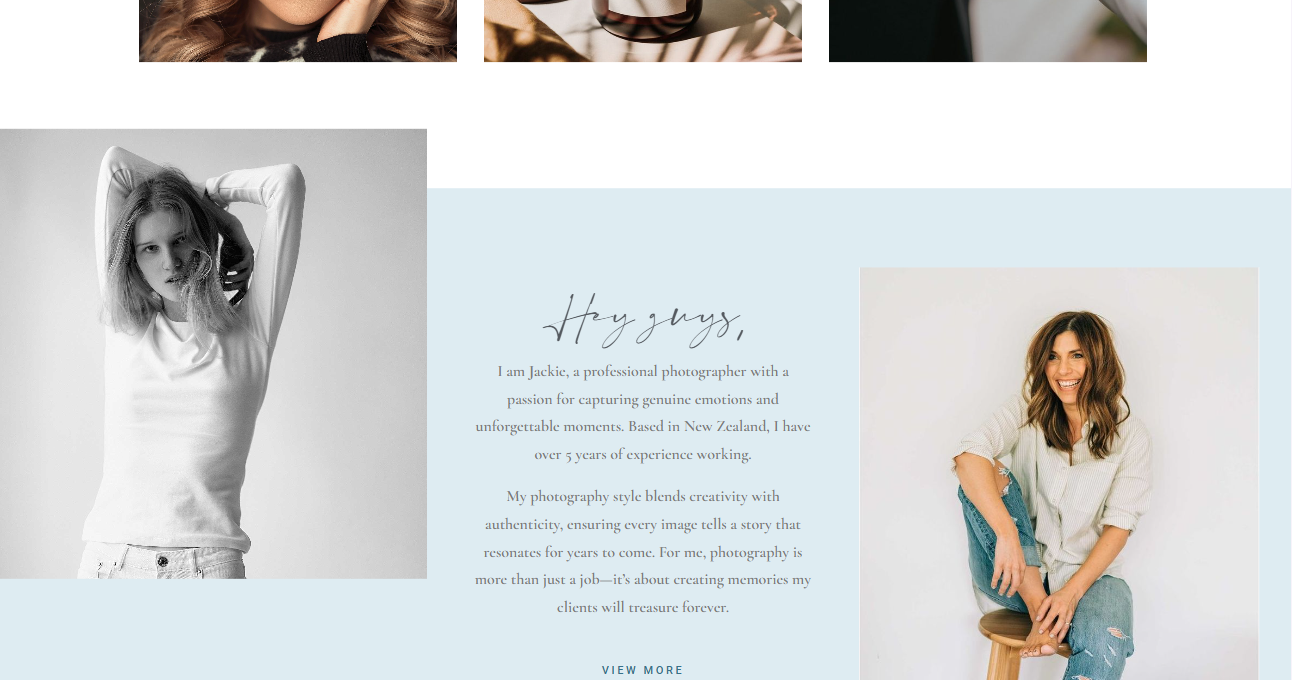 Hey guys,
I am Jackie, a professional photographer with a
passion for capturing genuine emotions and
unforgettable moments. Based in New Zealand, I have
over 5 years of experience working.
My photography style blends creativity with
authenticity, ensuring every image tells a story that
resonates for years to come. For me, photography is
more than just a job—it’s about creating memories my
clients will treasure forever.
VIEW MORE